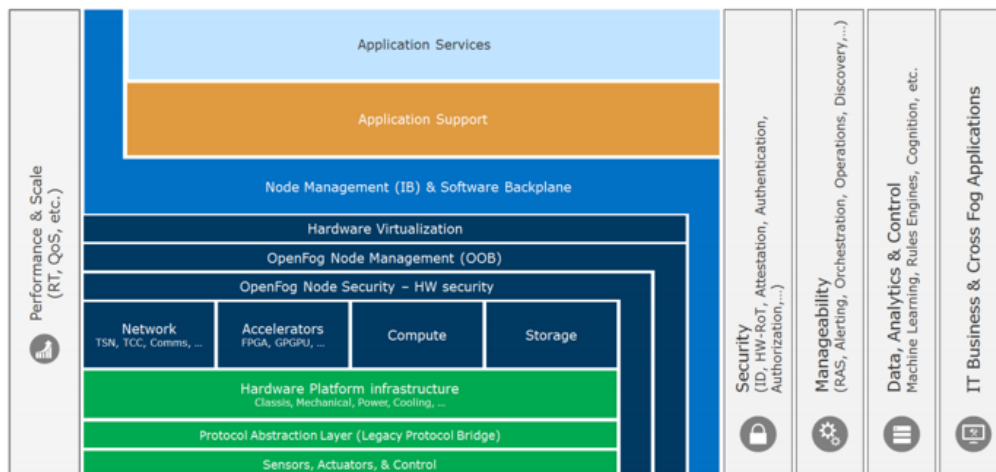 Performance & Scale
(RT, QoS, etc.)
Application Services
Application Support
Node Management (IB) & Software Backplane
Hardware Virtualization
OpenFog Node Management (OOB)
OpenFog Node Security – HW security
Network
TSN, TCC, Comms, ...
Accelerators
FPGA, GPGPU, ...
Compute
Storage
Hardware Platform infrastructure
Classis, Mechanical, Power, Cooling, ...
Protocol Abstraction Layer (Legacy Protocol Bridge)
Sensors, Actuators, & Control
Security
(ID, HW-RoT, Attestation, Authentication,
Authorization,...)
Manageability
(RAS, Alerting, Orchestration, Operations, Discovery,...)
Data, Analytics & Control
Machine Learning, Rules Engines, Cognition, etc.
IT Business & Cross Fog Applications